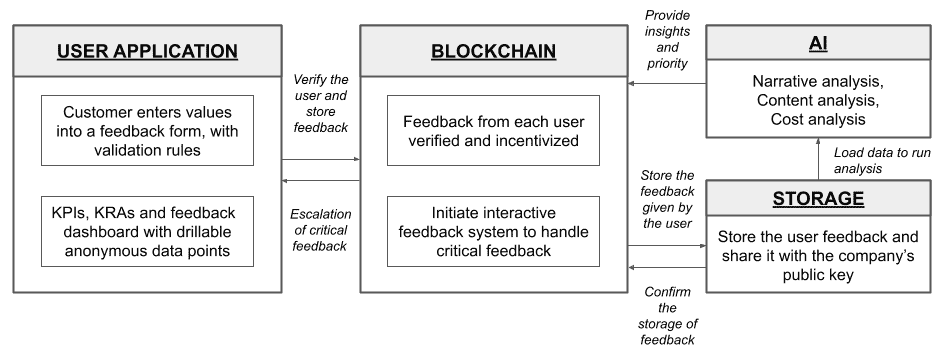 USER APPLICATION
Customer enters values
into a feedback form, with
validation rules
KPIs, KRAs and feedback
dashboard with drillable
anonymous data points
Verify the
user and
store
feedback
Escalation
of critical
feedback
BLOCKCHAIN
Feedback from each user
verified and incentivized
Initiate interactive
feedback system to handle
critical feedback
Provide
insights
and
priority
Store the
feedback
given by
the user
Confirm
the
storage of
feedback
AI
Narrative analysis,
Content analysis,
Cost analysis
Load data to run
analysis
STORAGE
Store the user feedback and
share it with the company's
public key